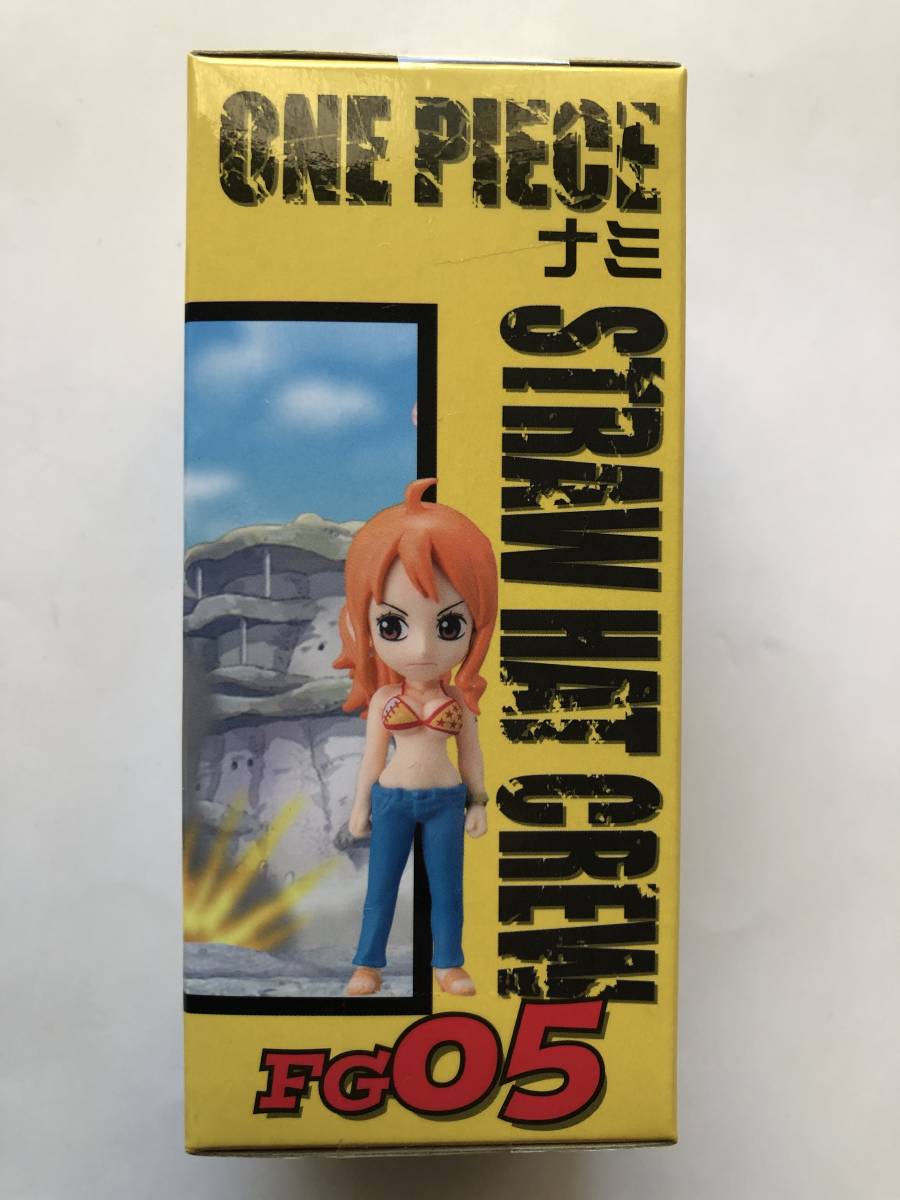 ONE PIECE
ナミ
STRAW HAT CREW
FG05